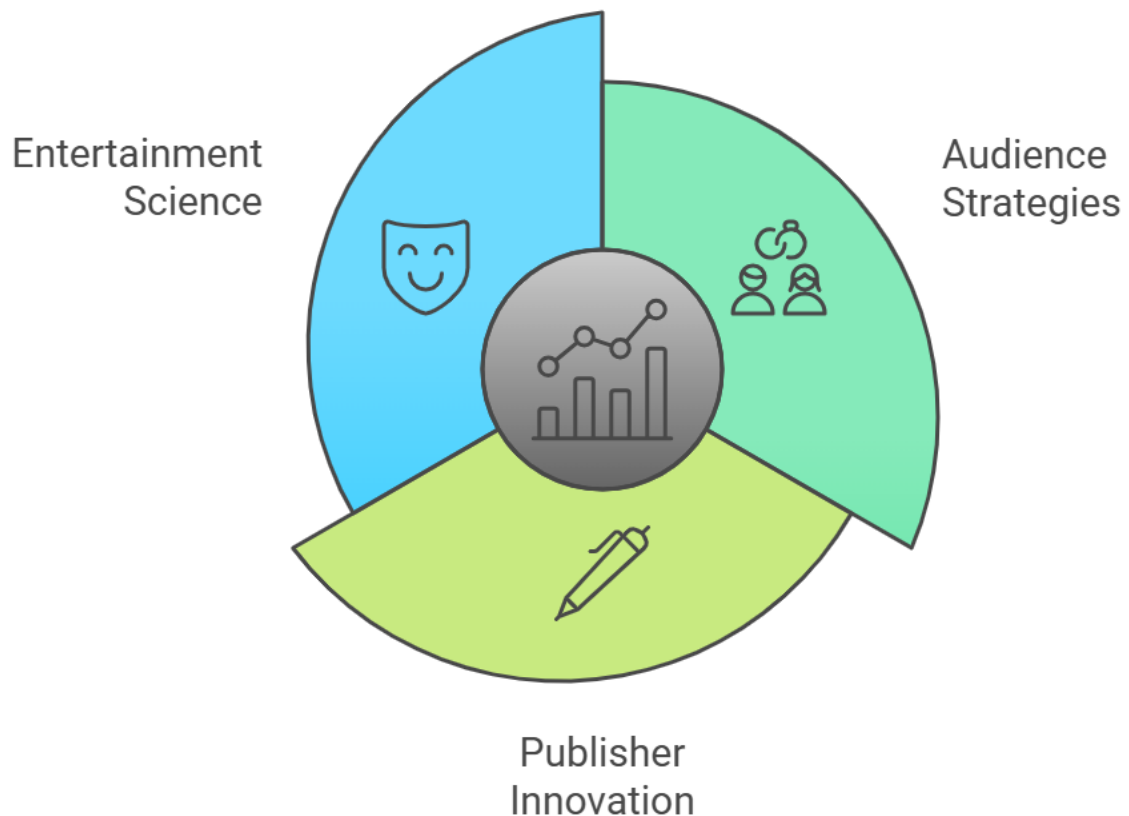 Entertainment
Science
Audience
Strategies
Publisher
Innovation